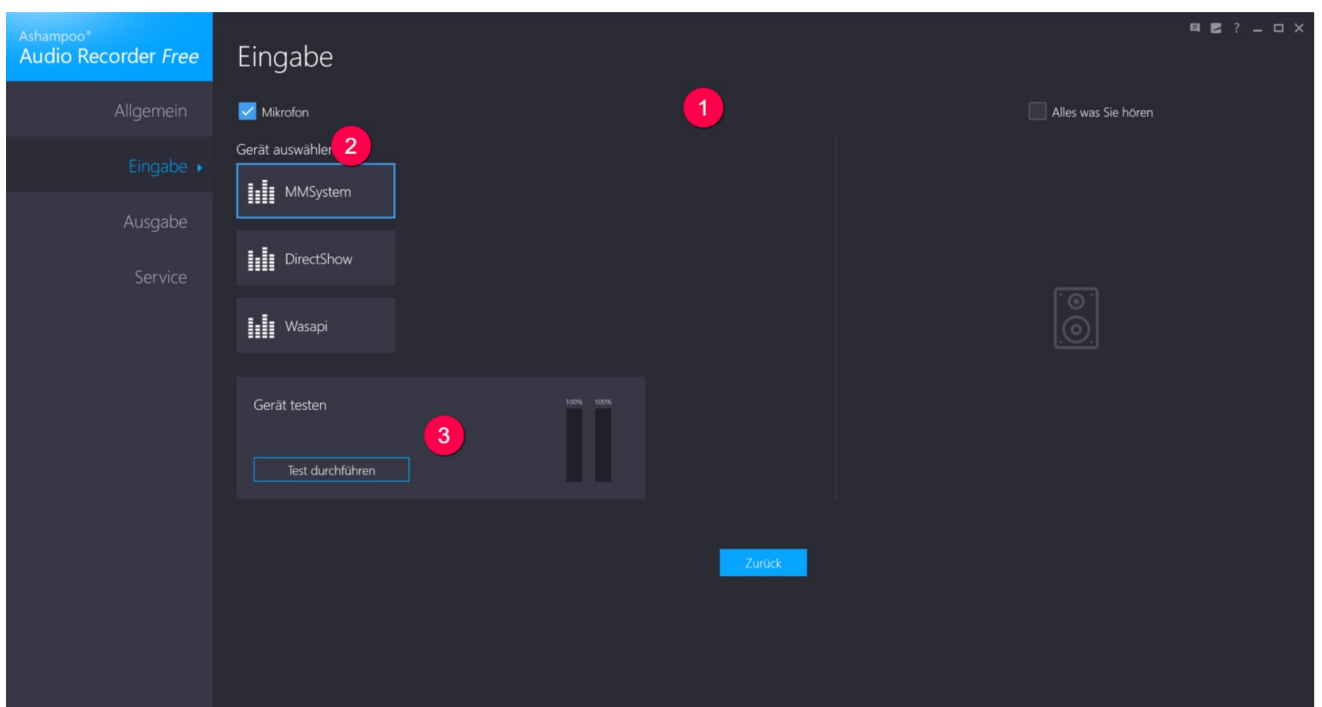 Ashampoo®
Audio Recorder Free
Eingabe
?
Allgemein
Mikrofon
1
Alles was Sie hören
Gerät auswähler
2
Eingabe
MMSystem
Ausgabe
DirectShow
Service
Wasapi
Gerät testen
100% 100%
3
Test durchführen
Zurück